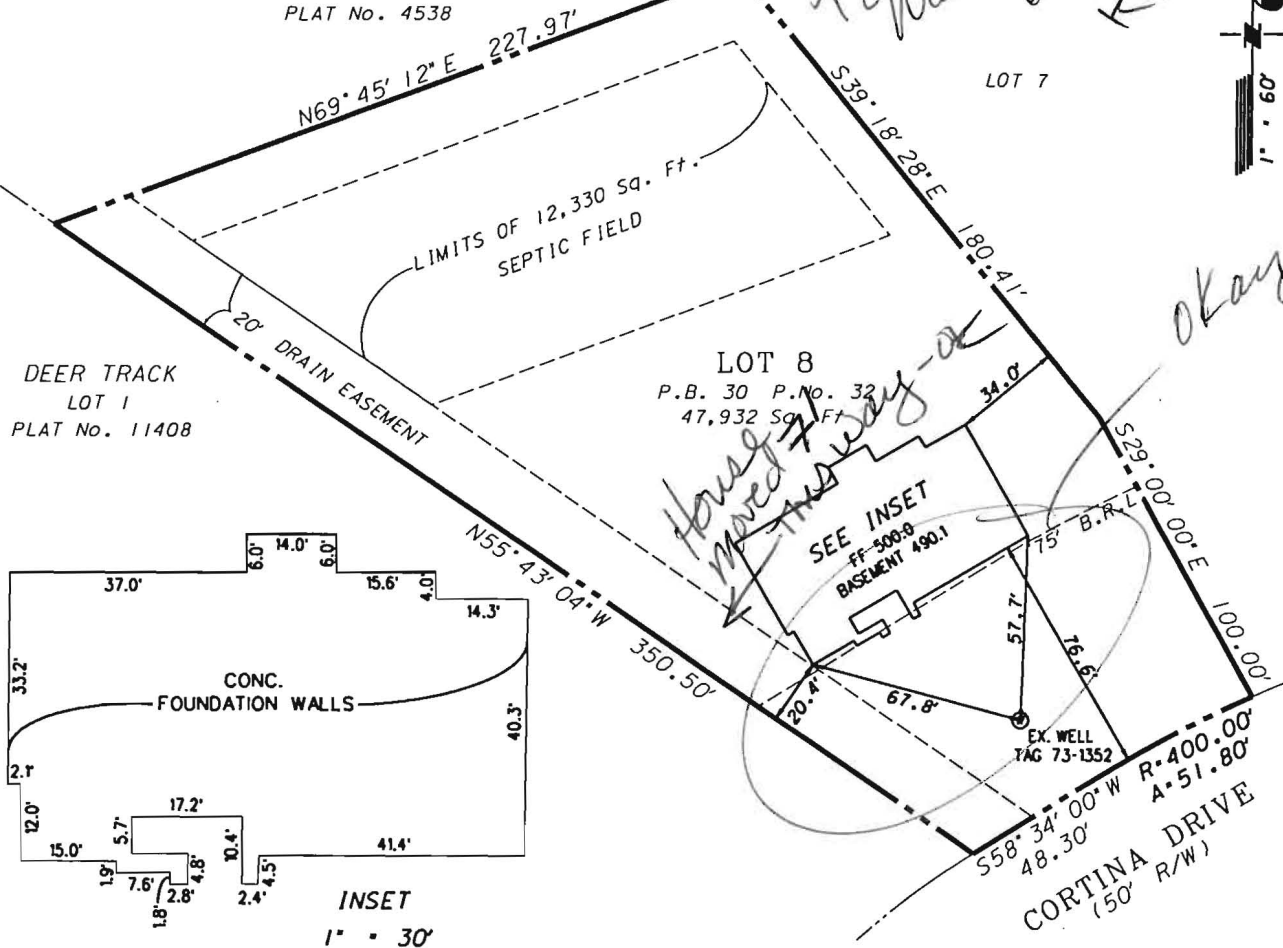 PLAT No. 4538
N69° 45' 12" E 227.97'
LOT 7
1" = 60'
S39° 18' 28" E 180.41'
LIMITS OF 12,330 Sq. Ft.
SEPTIC FIELD
20' DRAIN EASEMENT
okay
DEER TRACK
LOT 1
PLAT No. 11408
LOT 8
P.B. 30 P.No. 32
47,932 Sq. Ft.
34.0'
House
moved 7'
this way-ok
S29° 00' 00" E 100.00'
SEE INSET
FF 500.0
BASEMENT 490.1
75' B.R.L.
N55° 43' 04" W 350.50'
57.7'
76.6'
67.8'
20.4'
EX. WELL
TAG 73-1352
R=400.00'
A=51.80'
S58° 34' 00" W
48.30'
CORTINA DRIVE
(50' R/W)
14.0'
6.0'
6.0'
37.0'
15.6'
4.0'
14.3'
33.2'
CONC.
FOUNDATION WALLS
40.3'
2.1'
12.0'
17.2'
5.7'
10.4'
15.0'
41.4'
1.9'
7.6'
4.8'
4.5'
1.8'
2.8'
2.4'
INSET
1" = 30'